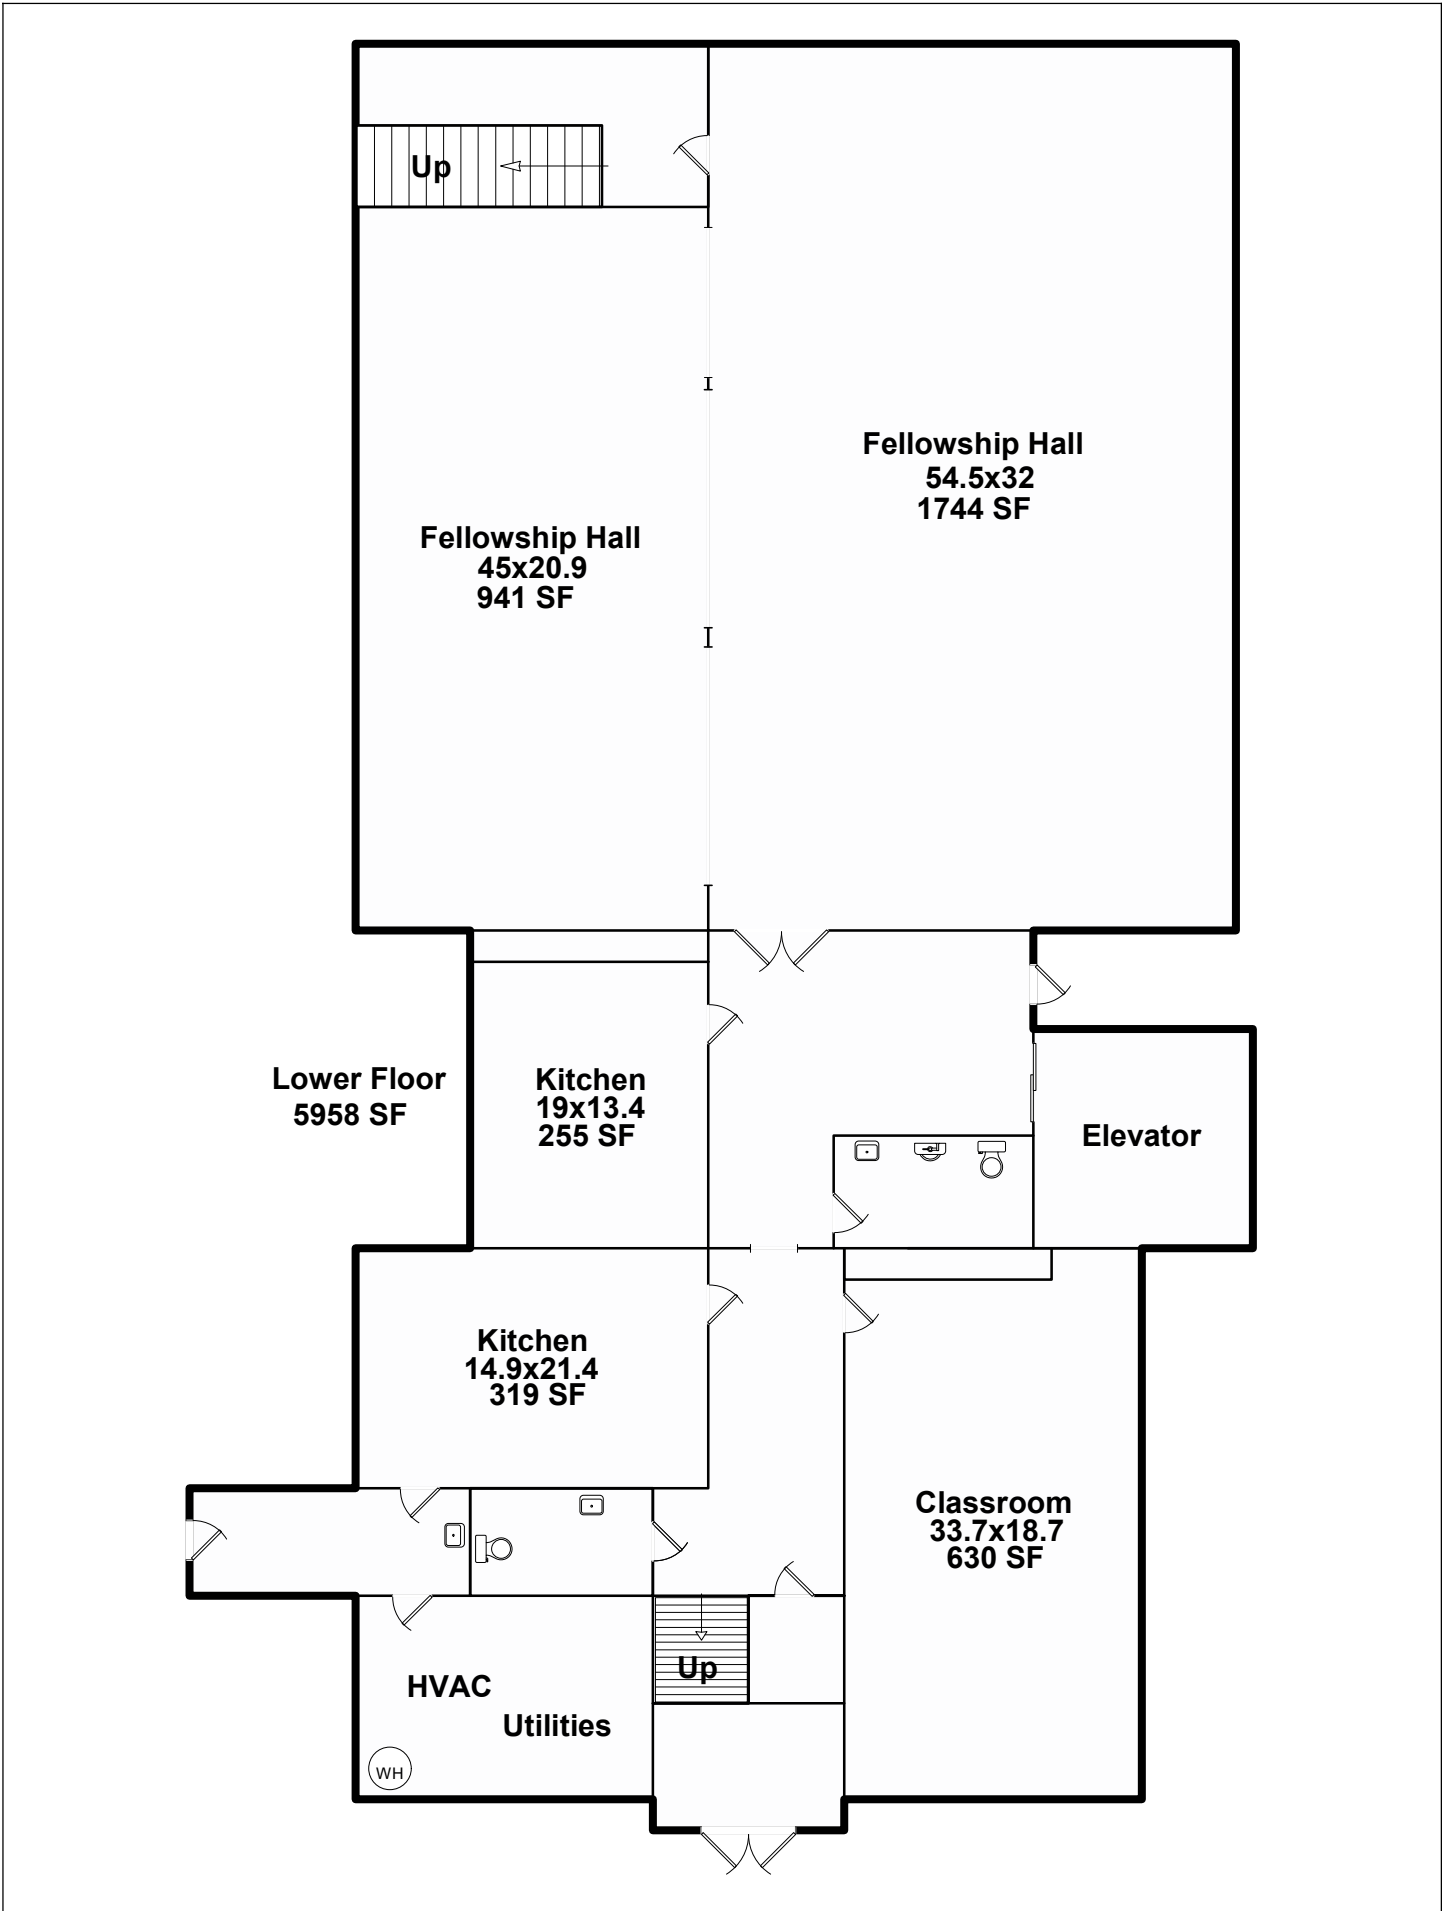 Up
Fellowship Hall
54.5x32
1744 SF
Fellowship Hall
45x20.9
941 SF
Lower Floor
5958 SF
Kitchen
19x13.4
255 SF
Elevator
Kitchen
14.9x21.4
319 SF
Classroom
33.7x18.7
630 SF
Up
HVAC
Utilities
WH